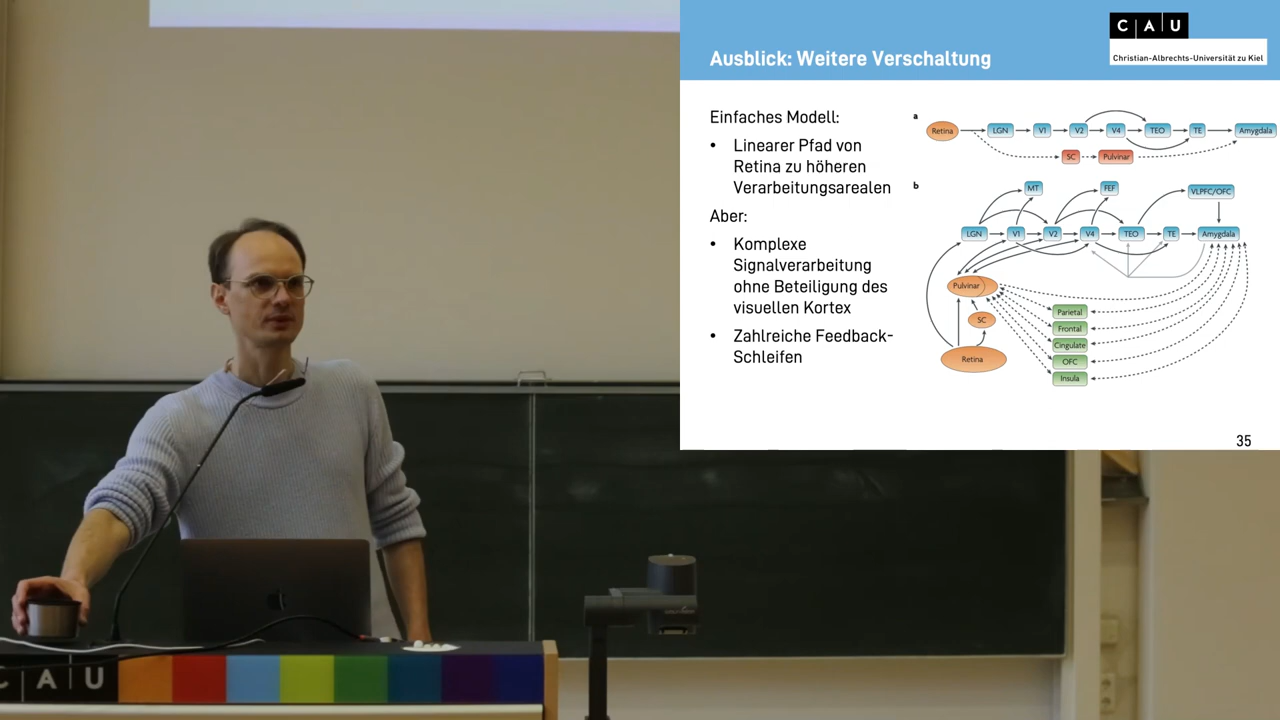 Ausblick: Weitere Verschaltung
C A U
Christian-Albrechts-Universität zu Kiel
Einfaches Modell:
• Linearer Pfad von
Retina zu höheren
Verarbeitungsarealen
Aber:
• Komplexe
Signalverarbeitung
ohne Beteiligung des
visuellen Kortex
• Zahlreiche Feedback-
Schleifen
a
Retina LGN V1 V2 V4 TEO TE Amygdala
SC Pulvinar
b
MT FEF VLPFC/OFC
LGN V1 V2 V4 TEO TE Amygdala
Pulvinar
SC
Retina
Parietal
Frontal
Cingulate
OFC
Insula
35
C A U